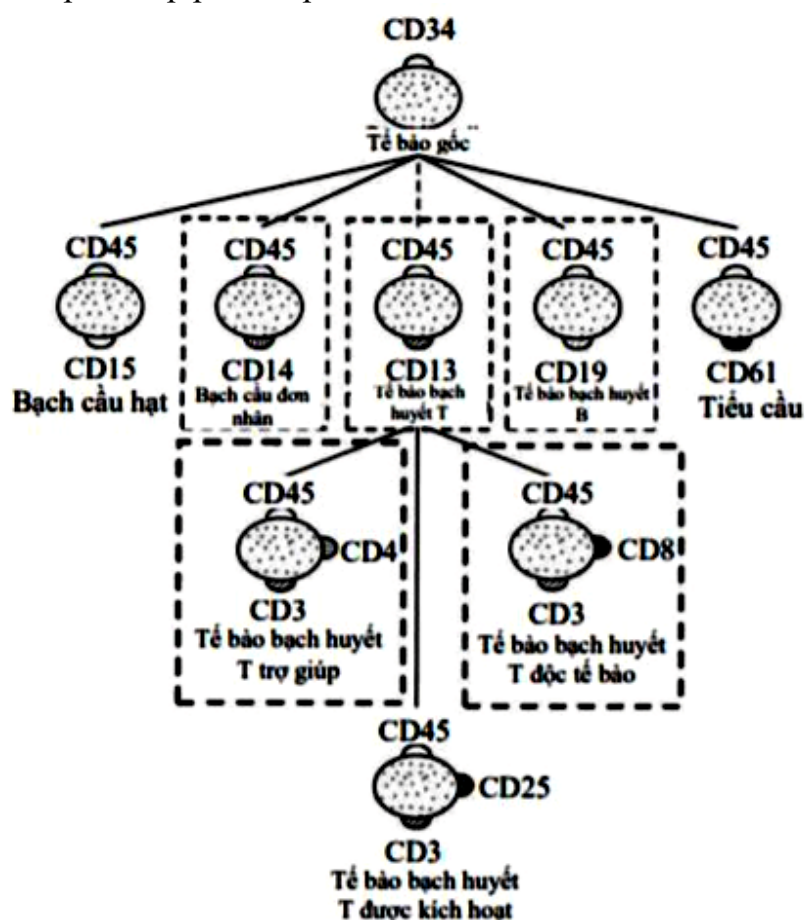 CD34
Tế bào gốc
CD45 CD45 CD45 CD45 CD45
CD15 CD14 CD13 CD19 CD61
Bạch cầu hạt
Bạch cầu đơn
nhân
Tế bào bạch
huyết T
Tế bào bạch huyết
B
Tiểu cầu
CD45
CD4
CD3
Tế bào bạch huyết
T trợ giúp
CD45
CD8
CD3
Tế bào bạch huyết
T độc tế bào
CD45
CD25
CD3
Tế bào bạch huyết
T được kích hoạt